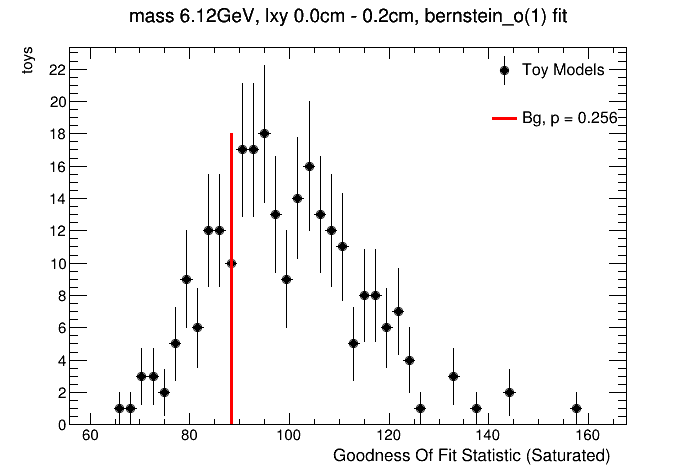 mass 6.12GeV, lxy 0.0cm - 0.2cm, bernstein_o(1) fit
toys
22
20
18
16
14
12
10
8
6
4
2
0
Toy Models
Bg, p = 0.256
60 80 100 120 140 160
Goodness Of Fit Statistic (Saturated)